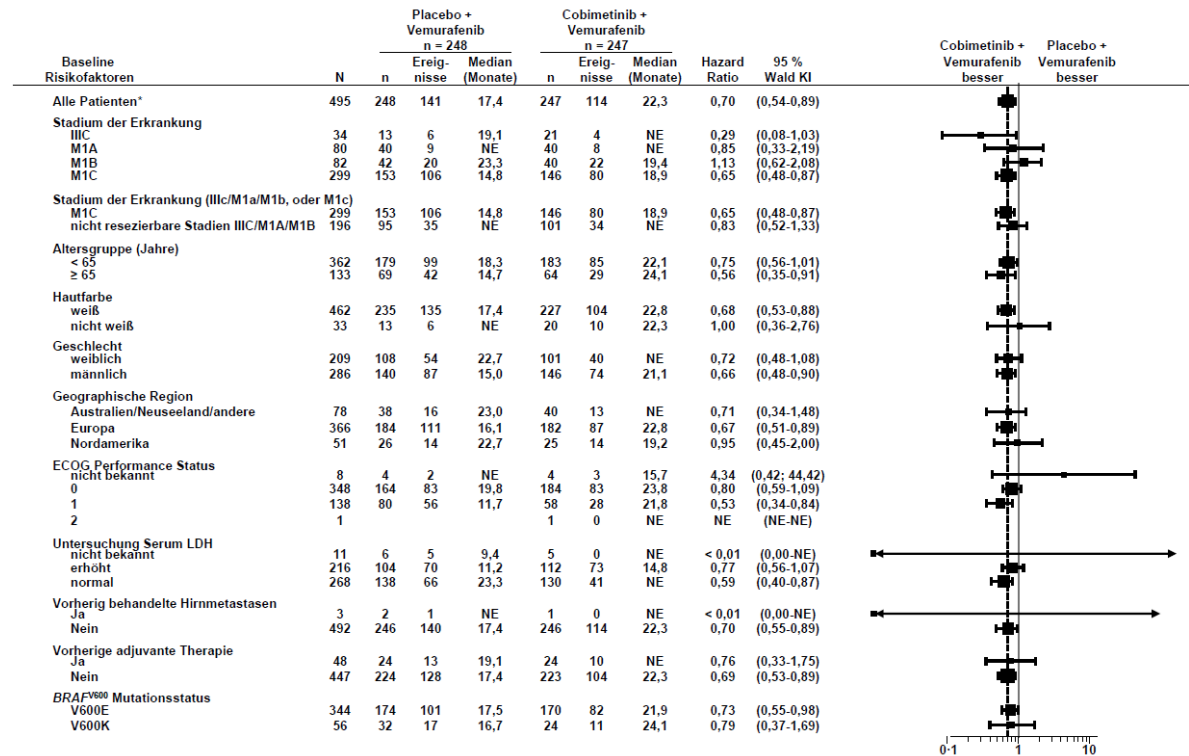 Placebo + Cobimetinib +
Vemurafenib Vemurafenib
n = 248 n = 247 Cobimetinib + Placebo +
Baseline Ereig- Median Ereig- Median Hazard 95 % Vemurafenib Vemurafenib
Risikofaktoren N n nisse (Monate) n nisse (Monate) Ratio Wald KI besser besser
Alle Patienten* 495 248 141 17,4 247 114 22,3 0,70 (0,54-0,89)
Stadium der Erkrankung
IIIC 34 13 6 19,1 21 4 NE 0,29 (0,08-1,03)
M1A 80 40 9 NE 40 8 NE 0,85 (0,33-2,19)
M1B 82 42 20 23,3 40 22 19,4 1,13 (0,62-2,08)
M1C 299 153 106 14,8 146 80 18,9 0,65 (0,48-0,87)
Stadium der Erkrankung (IIIc/M1a/M1b, oder M1c)
M1C 299 153 106 14,8 146 80 18,9 0,65 (0,48-0,87)
nicht resezierbare Stadien IIIC/M1A/M1B 196 95 35 NE 101 34 NE 0,83 (0,52-1,33)
Altersgruppe (Jahre)
< 65 362 179 99 18,3 183 85 22,1 0,75 (0,56-1,01)
≥ 65 133 69 42 14,7 64 29 24,1 0,56 (0,35-0,91)
Hautfarbe
weiß 462 235 135 17,4 227 104 22,8 0,68 (0,53-0,88)
nicht weiß 33 13 6 NE 20 10 22,3 1,00 (0,36-2,76)
Geschlecht
weiblich 209 108 54 22,7 101 40 NE 0,72 (0,48-1,08)
männlich 286 140 87 15,0 146 74 21,1 0,66 (0,48-0,90)
Geographische Region
Australien/Neuseeland/andere 78 38 16 23,0 40 13 NE 0,71 (0,34-1,48)
Europa 366 184 111 16,1 182 87 22,8 0,67 (0,51-0,89)
Nordamerika 51 26 14 22,7 25 14 19,2 0,95 (0,45-2,00)
ECOG Performance Status
nicht bekannt 8 4 2 NE 4 3 15,7 4,34 (0,42; 44,42)
0 348 164 83 19,8 184 83 23,8 0,80 (0,59-1,09)
1 138 80 56 11,7 58 28 21,8 0,53 (0,34-0,84)
2 1 1 0 NE NE (NE-NE)
Untersuchung Serum LDH
nicht bekannt 11 6 5 9,4 5 0 NE < 0,01 (0,00-NE)
erhöht 216 104 70 11,2 112 73 14,8 0,77 (0,56-1,07)
normal 268 138 66 23,3 130 41 NE 0,59 (0,40-0,87)
Vorherig behandelte Hirnmetastasen
Ja 3 2 1 NE 1 0 NE < 0,01 (0,00-NE)
Nein 492 246 140 17,4 246 114 22,3 0,70 (0,55-0,89)
Vorherige adjuvante Therapie
Ja 48 24 13 19,1 24 10 NE 0,76 (0,33-1,75)
Nein 447 224 128 17,4 223 104 22,3 0,69 (0,53-0,89)
BRAFV600 Mutationsstatus
V600E 344 174 101 17,5 170 82 21,9 0,73 (0,55-0,98)
V600K 56 32 17 16,7 24 11 24,1 0,79 (0,37-1,69)
0·1 1 10